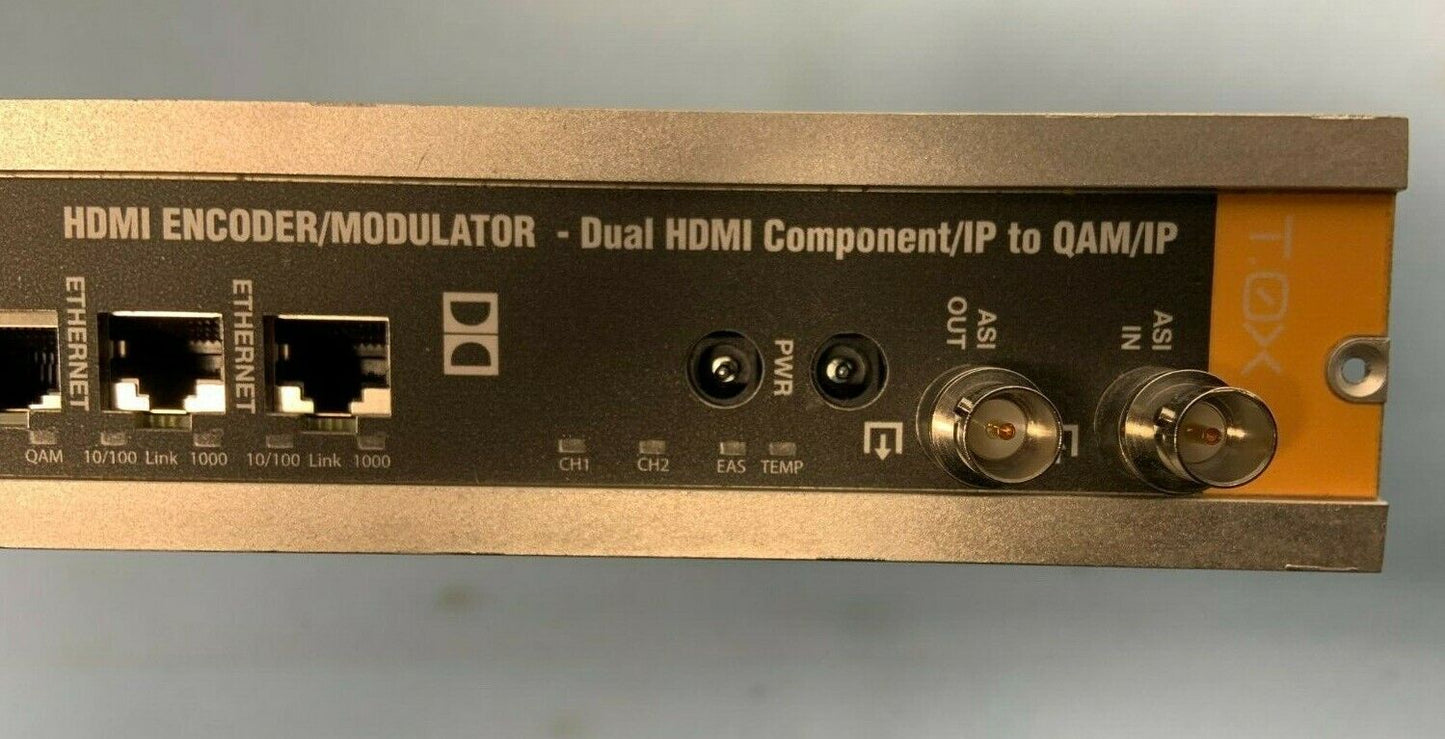 HDMI ENCODER/MODULATOR - Dual HDMI Component/IP to QAM/IP
ETHERNET
ETHERNET
PWR
ASI
OUT
ASI
IN
T.0X
QAM
10/100 Link 1000
10/100 Link 1000
CH1
CH2
EAS
TEMP